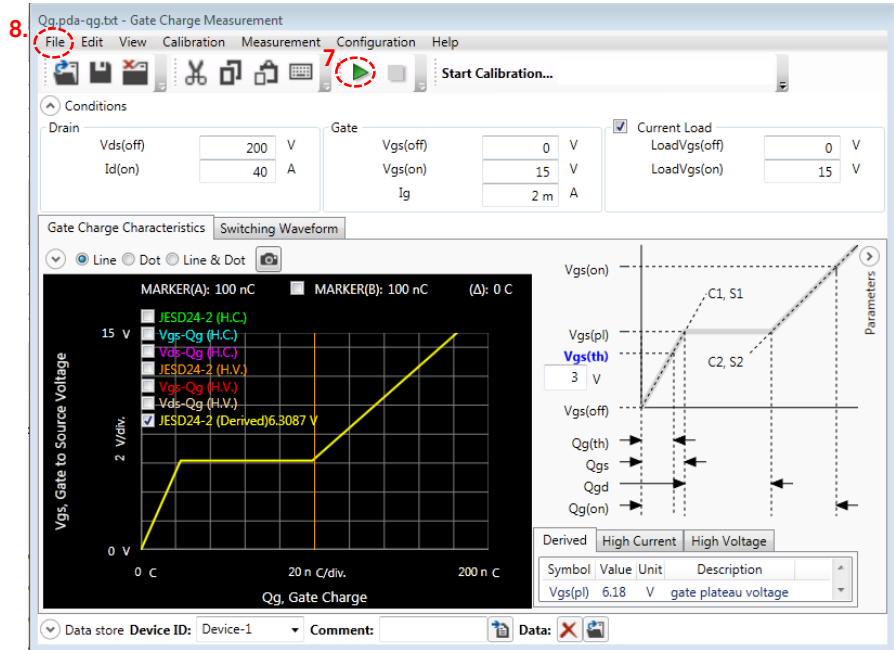 Qg.pda-qg.txt - Gate Charge Measurement
8.
File Edit View Calibration Measurement Configuration Help
7.
Start Calibration...
Conditions
Drain
Vds(off) 200 V
Id(on) 40 A
Gate
Vgs(off) 0 V
Vgs(on) 15 V
Ig 2 m A
Current Load
LoadVgs(off) 0 V
LoadVgs(on) 15 V
Gate Charge Characteristics Switching Waveform
Line Dot Line & Dot
MARKER(A): 100 nC MARKER(B): 100 nC (Δ): 0 C
JESD24-2 (H.C.)
Vgs-Qg (H.C.)
Vds-Qg (H.C.)
JESD24-2 (H.V.)
Vgs-Qg (H.V.)
Vds-Qg (H.V.)
JESD24-2 (Derived)6.3087 V
15 V
2 V/div.
0 V
Vgs, Gate to Source Voltage
0 C 20 n C/div. 200 n C
Qg, Gate Charge
Vgs(on)
C1, S1
Vgs(pl)
Vgs(th)
3 V
C2, S2
Vgs(off)
Qg(th)
Qgs
Qgd
Qg(on)
Parameters
Derived High Current High Voltage
Symbol Value Unit Description
Vgs(pl) 6.18 V gate plateau voltage
Data store Device ID: Device-1 Comment: Data: